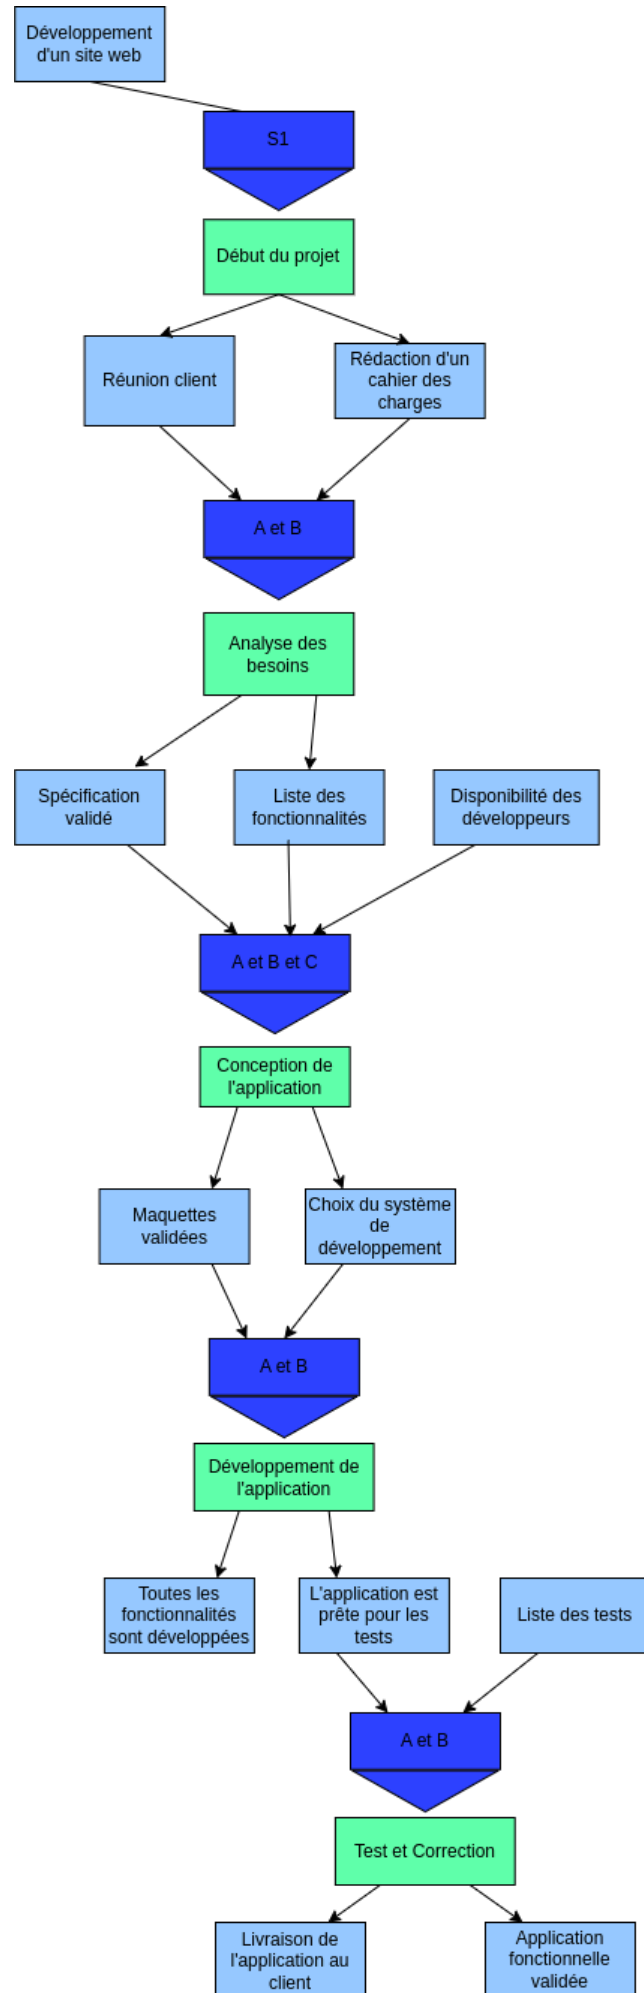 Développement
d'un site web
S1
Début du projet
Réunion client
Rédaction d'un
cahier des
charges
A et B
Analyse des
besoins
Spécification
validé
Liste des
fonctionnalités
Disponibilité des
développeurs
A et B et C
Conception de
l'application
Maquettes
validées
Choix du système
de
développement
A et B
Développement de
l'application
Toutes les
fonctionnalités
sont développées
L'application est
prête pour les
tests
Liste des tests
A et B
Test et Correction
Livraison de
l'application au
client
Application
fonctionnelle
validée